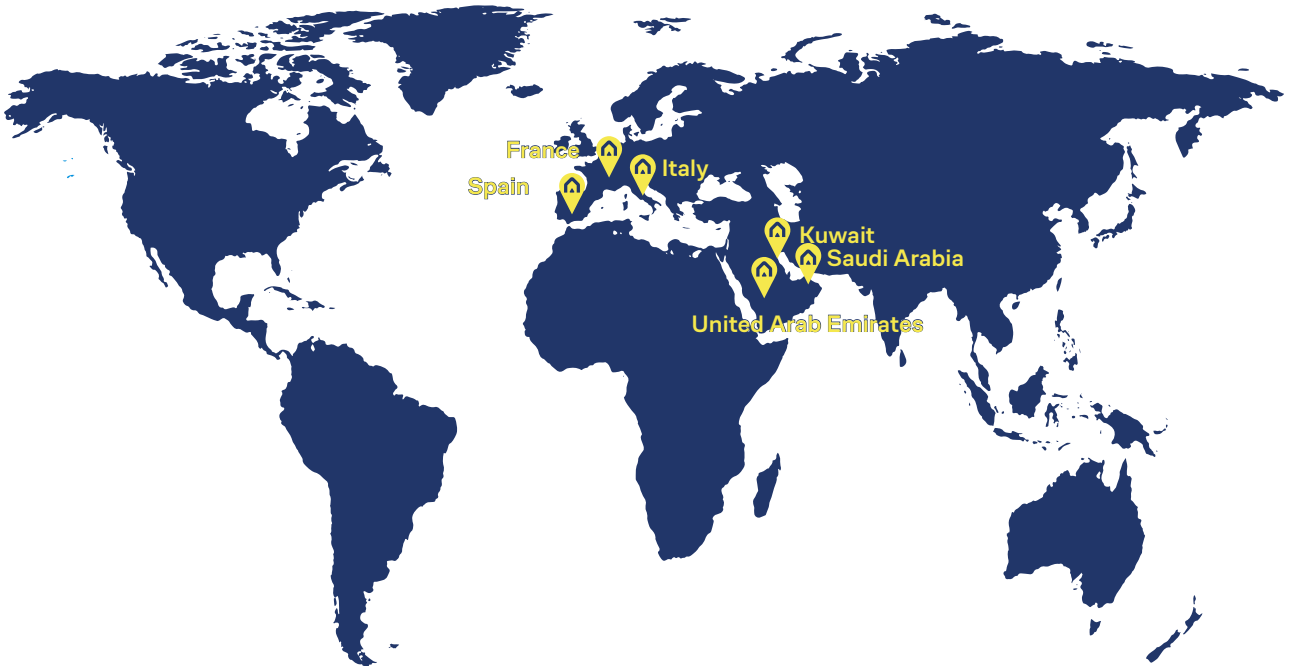 France
Italy
Spain
Kuwait
Saudi Arabia
United Arab Emirates